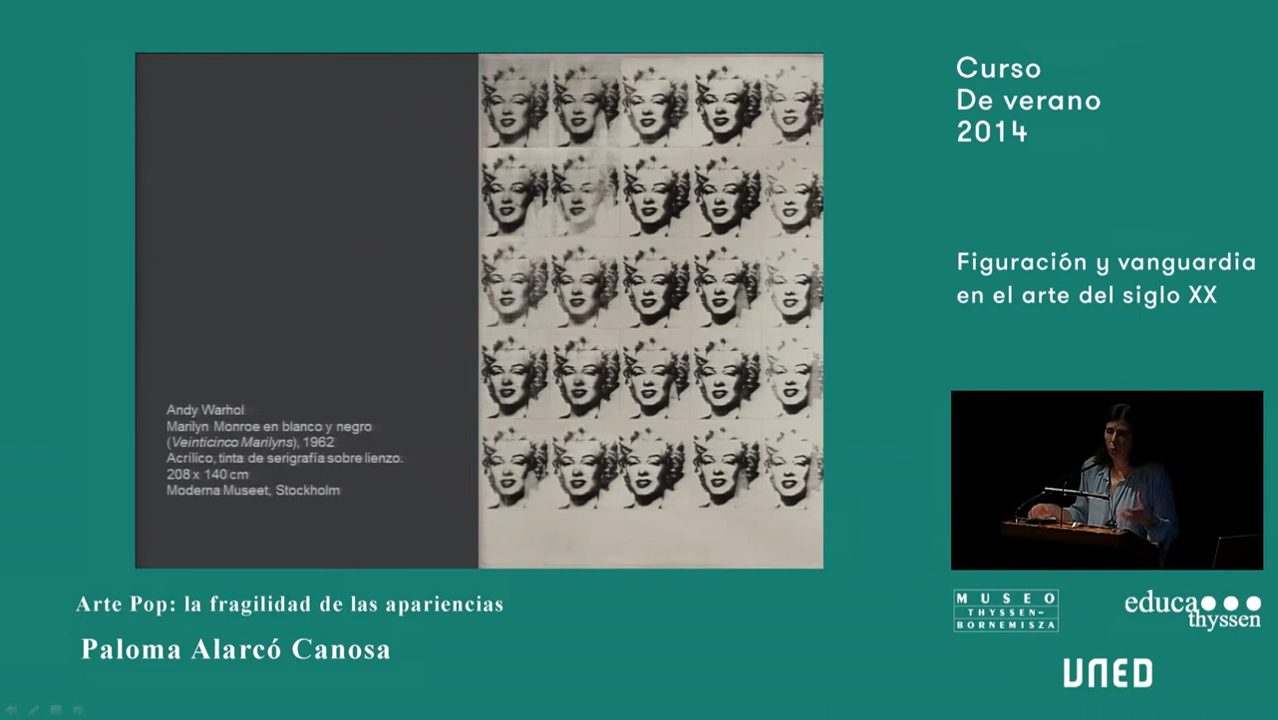 Curso
De verano
2014
Figuración y vanguardia
en el arte del siglo XX
Andy Warhol
Marilyn Monroe en blanco y negro
(Veinticinco Marilyns), 1962
Acrílico, tinta de serigrafía sobre lienzo.
208 x 140 cm
Moderna Museet, Stockholm
Arte Pop: la fragilidad de las apariencias
Paloma Alarcó Canosa
MUSEO
THYSSEN-
BORNEMISZA
educa
thyssen
UNED